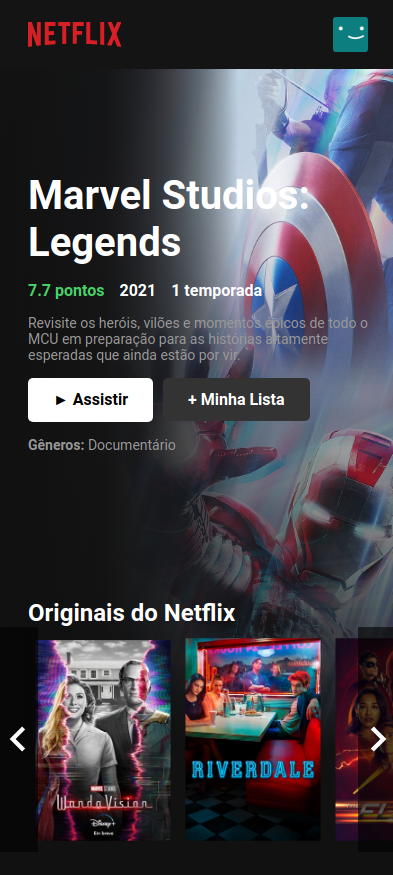 NETFLIX
Marvel Studios:
Legends
7.7 pontos 2021 1 temporada
Revisite os heróis, vilões e momentos épicos de todo o
MCU em preparação para as histórias altamente
esperadas que ainda estão por vir.
► Assistir + Minha Lista
Gêneros: Documentário
Originais do Netflix
MARVEL STUDIOS
WandaVision
Disney+
Em breve
RIVERDALE